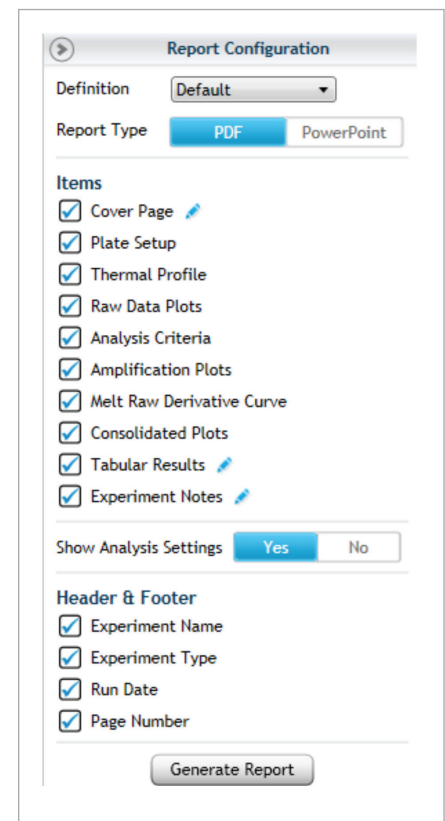 Report Configuration
Definition Default
Report Type PDF PowerPoint
Items
Cover Page
Plate Setup
Thermal Profile
Raw Data Plots
Analysis Criteria
Amplification Plots
Melt Raw Derivative Curve
Consolidated Plots
Tabular Results
Experiment Notes
Show Analysis Settings Yes No
Header & Footer
Experiment Name
Experiment Type
Run Date
Page Number
Generate Report